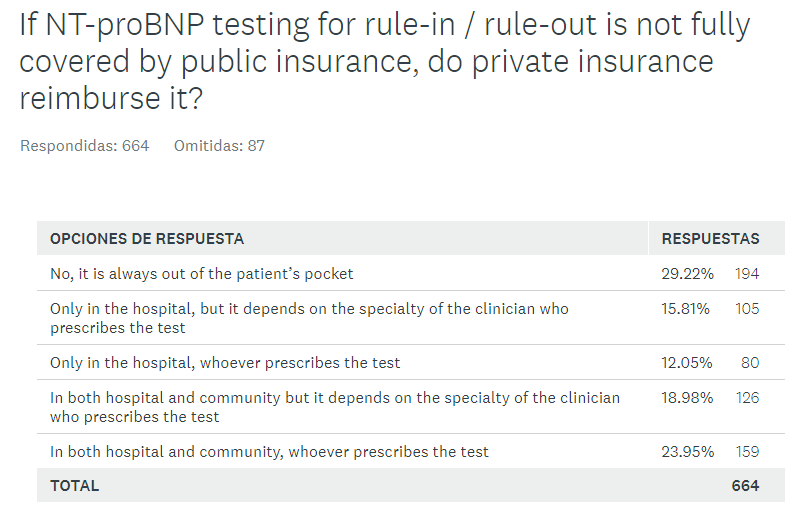 If NT-proBNP testing for rule-in / rule-out is not fully
covered by public insurance, do private insurance
reimburse it?
Respondidas: 664 Omitidas: 87
OPCIONES DE RESPUESTA RESPUESTAS
No, it is always out of the patient’s pocket 29.22% 194
Only in the hospital, but it depends on the specialty of the clinician who 15.81% 105
prescribes the test
Only in the hospital, whoever prescribes the test 12.05% 80
In both hospital and community but it depends on the specialty of the clinician 18.98% 126
who prescribes the test
In both hospital and community, whoever prescribes the test 23.95% 159
TOTAL 664